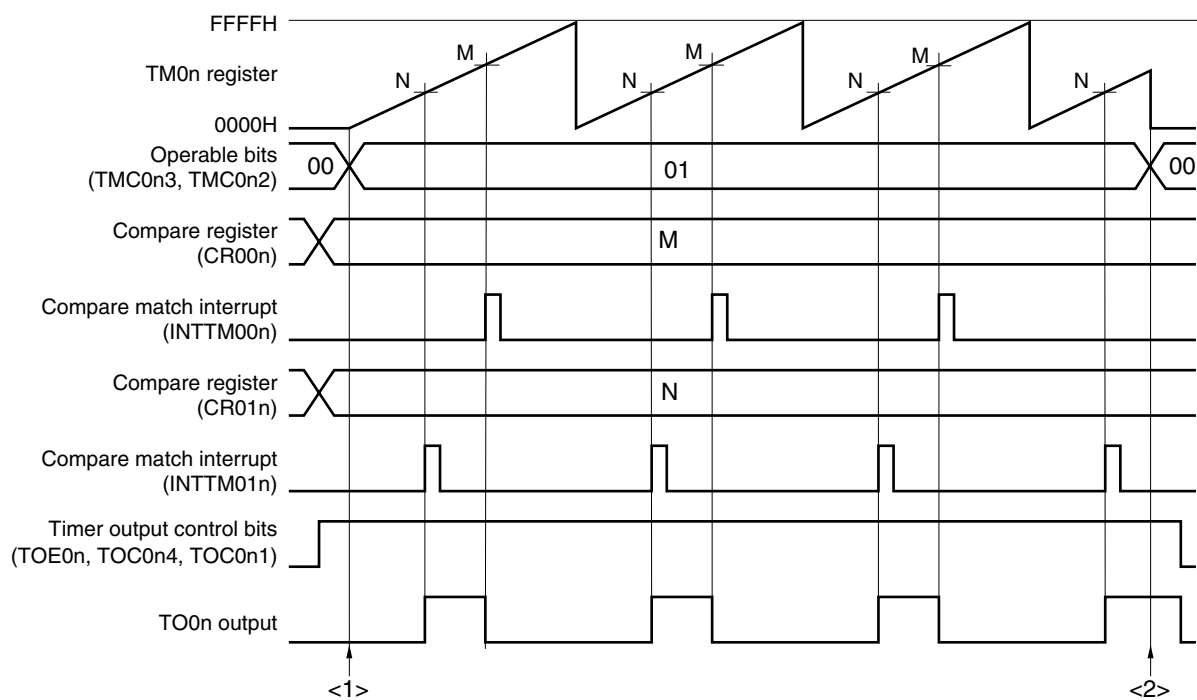 FFFFH
M M M
TM0n register
N N N N
0000H
Operable bits
(TMC0n3, TMC0n2)
00 01 00
Compare register
(CR00n)
M
Compare match interrupt
(INTTM00n)
Compare register
(CR01n)
N
Compare match interrupt
(INTTM01n)
Timer output control bits
(TOE0n, TOC0n4, TOC0n1)
TO0n output
<1> <2>